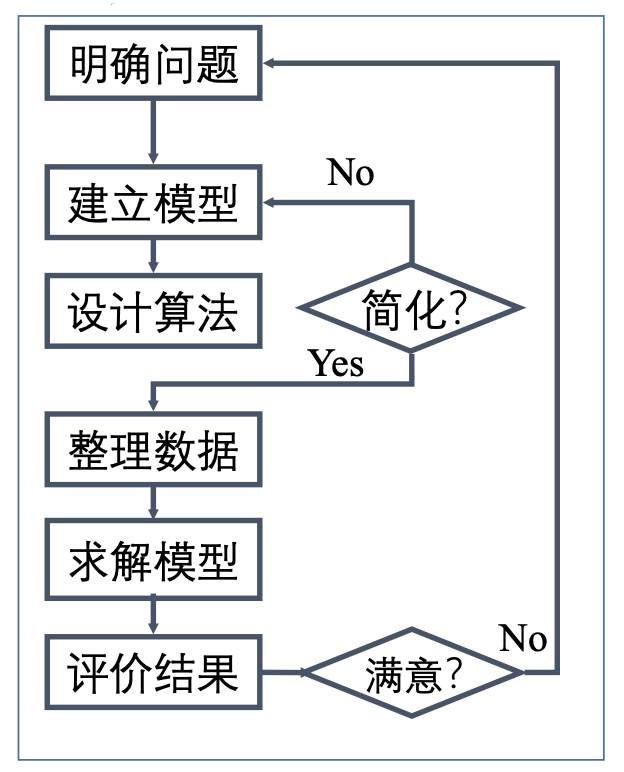 明确问题
No
建立模型
设计算法
简化?
Yes
整理数据
求解模型
No
评价结果
满意?